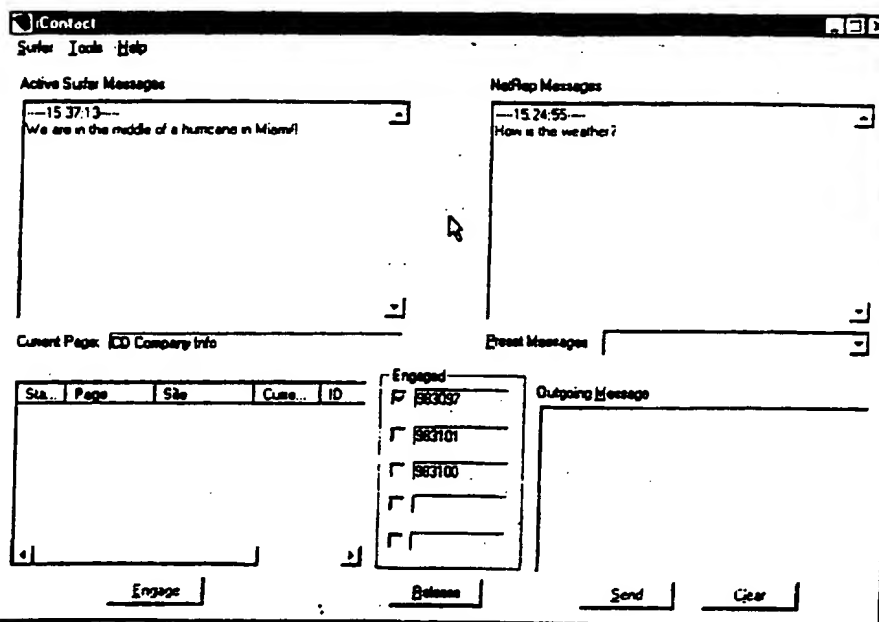 iContact
Surfer Tools Help
Active Surfer Messages
----15:37:13----
We are in the middle of a hurricane in Miami!!
NetRep Messages
----15:24:55----
How is the weather?
Current Page: ICD Company Info
Preset Messages
Sta... Page Site Curre... ID
Engaged
983097
983101
983100
Outgoing Message
Engage
Release
Send Clear